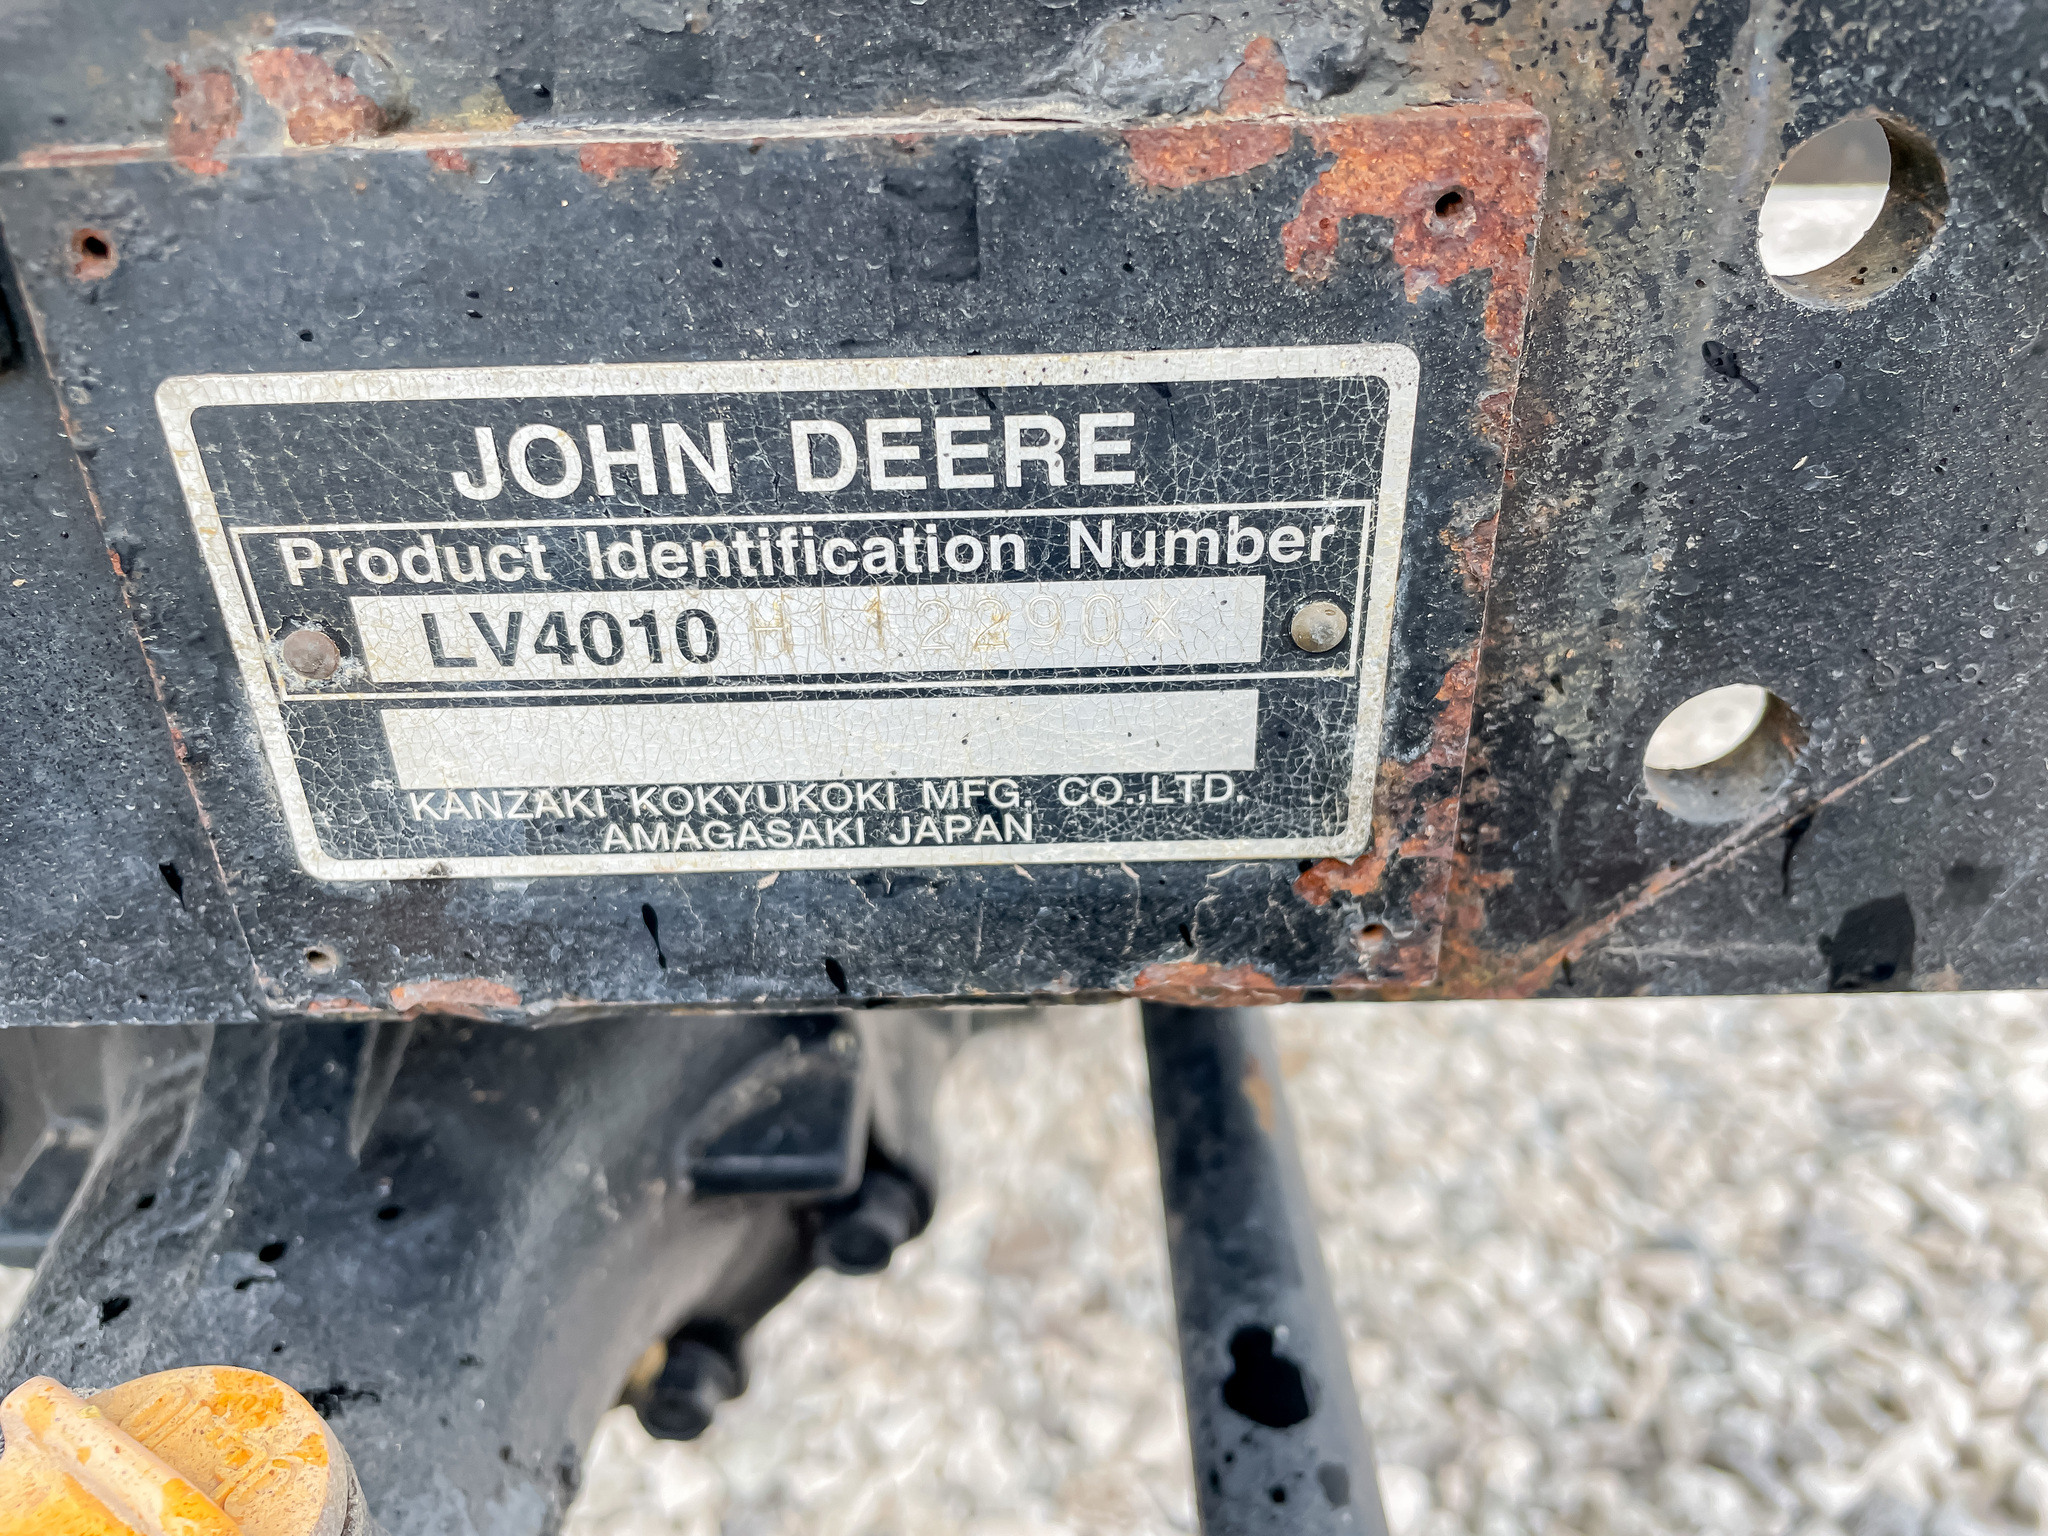 JOHN DEERE
Product Identification Number
LV4010 H112290X
KANZAKI KOKYUKOKI MFG. CO.,LTD.
AMAGASAKI JAPAN